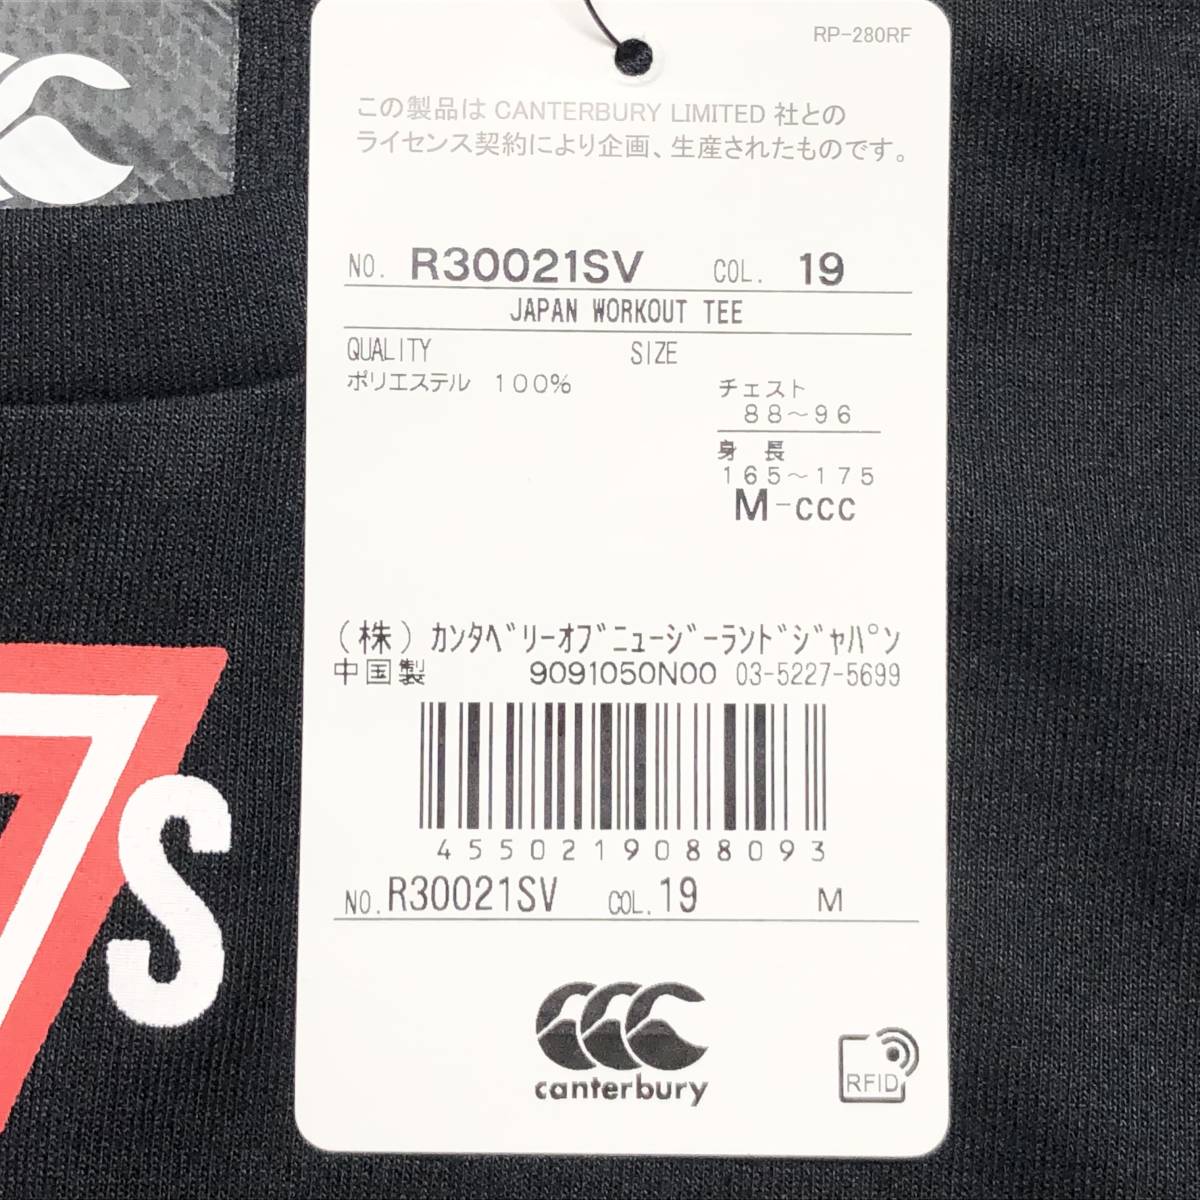 RP-280RF
この製品は CANTERBURY LIMITED 社との
ライセンス契約により企画、生産されたものです。
NO. R30021SV COL. 19
JAPAN WORKOUT TEE
QUALITY SIZE
ポリエステル 100%
チェスト
88～96
身 長
165～175
M-ccc
(株) ｶﾝﾀﾍﾞﾘｰｵﾌﾞﾆｭｰｼﾞｰﾗﾝﾄﾞｼﾞｬﾊﾟﾝ
中国製 9091050N00 03-5227-5699
4550219088093
NO. R30021SV COL. 19 M
canterbury
RFID
7S